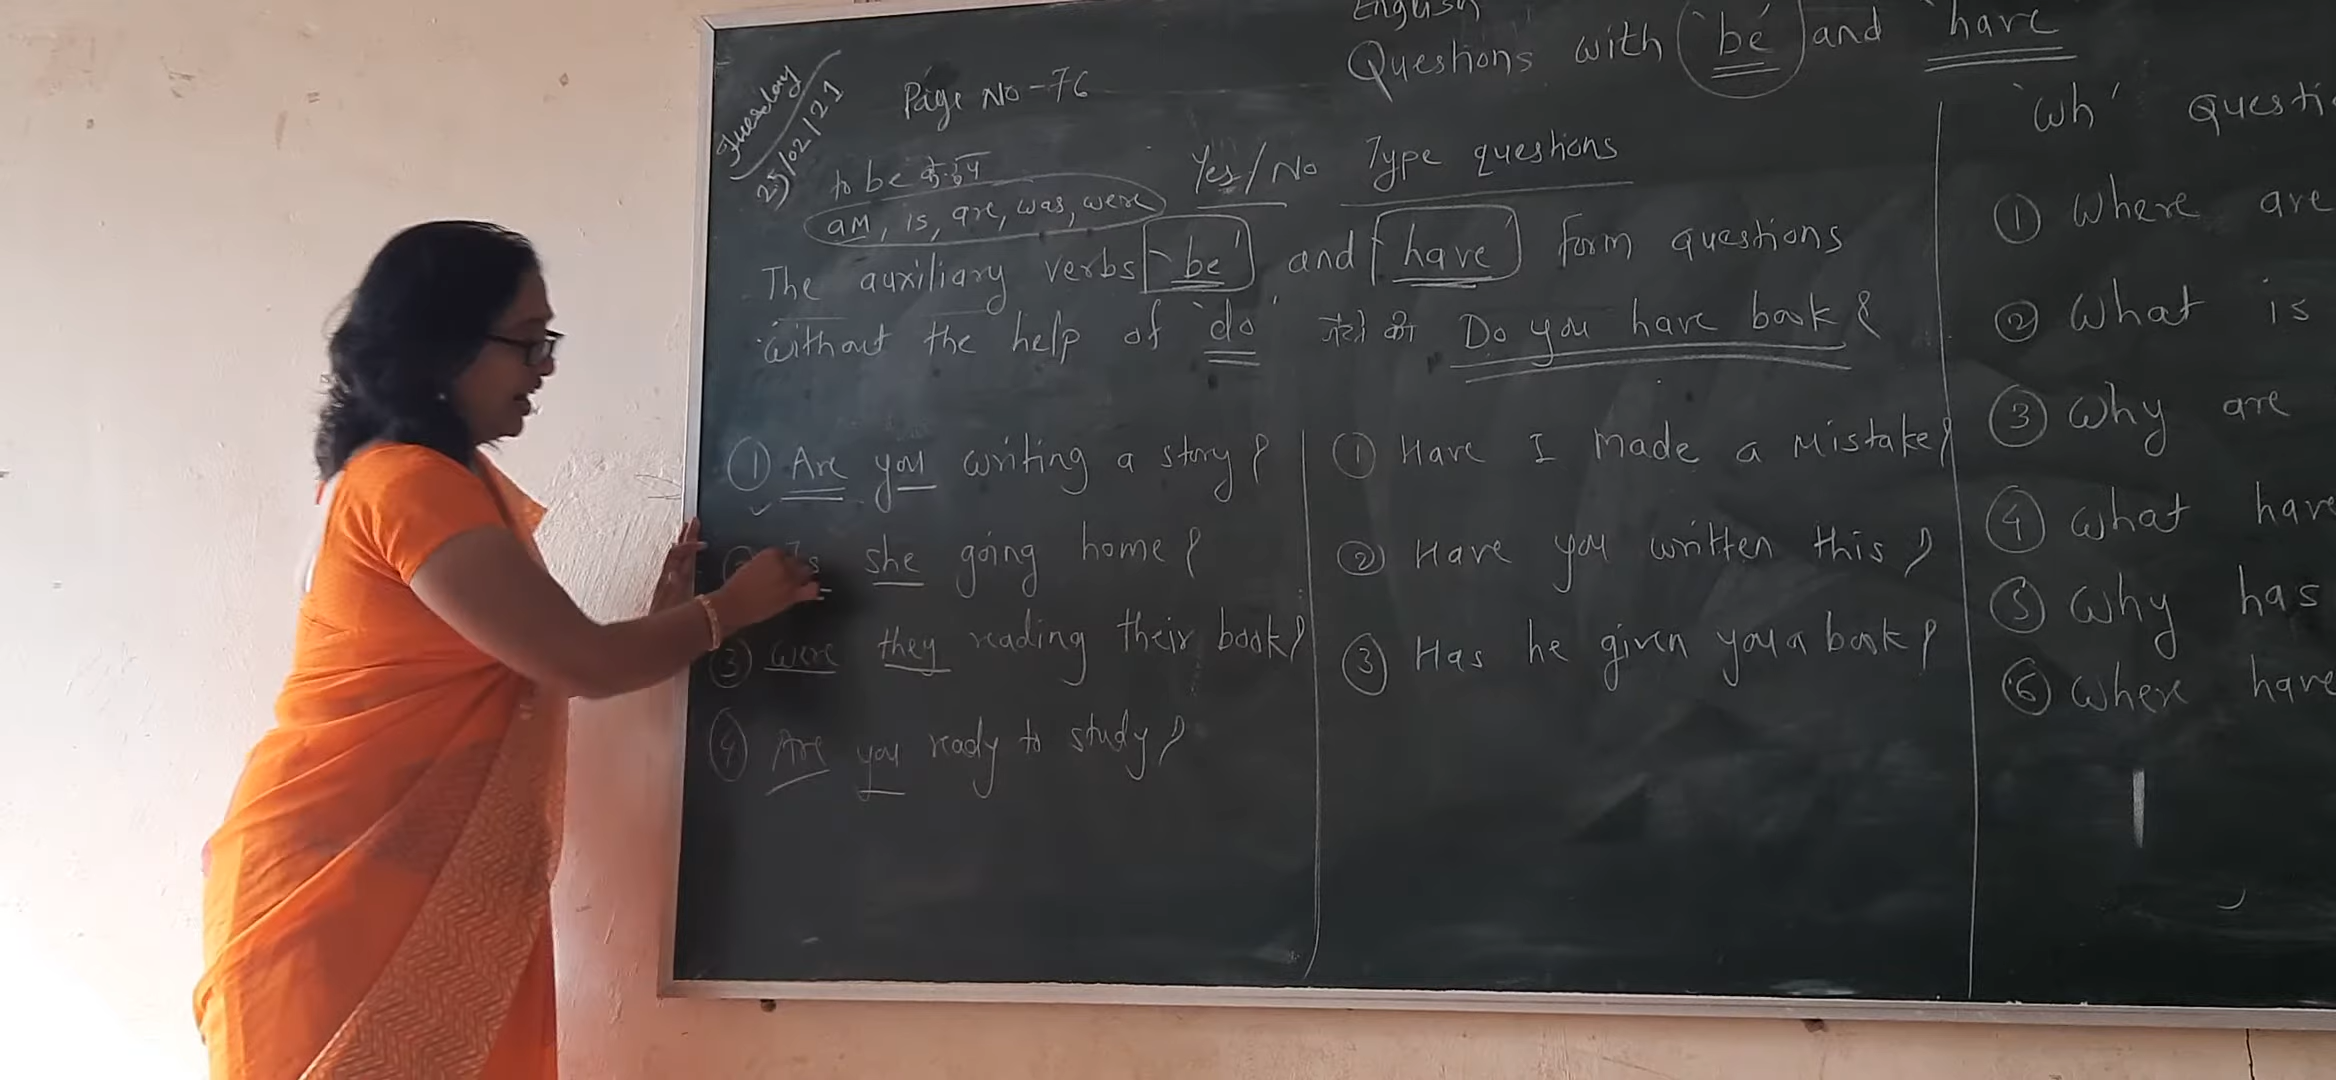 English
Questions with 'be' and 'have'
Tuesday
25/02/21
Page No-76
to be
am, is, are, was, were
Yes/No Type questions
The auxiliary verbs 'be' and 'have' form questions
without the help of 'do' Do you have book?
① Are you writing a story?
Is she going home?
③ were they reading their book?
④ Are you ready to study?
① Have I made a mistake?
② Have you written this?
③ Has he given you a book?
'Wh'
① Where are
② What is
③ Why are
④ What have
⑤ Why has
⑥ Where have